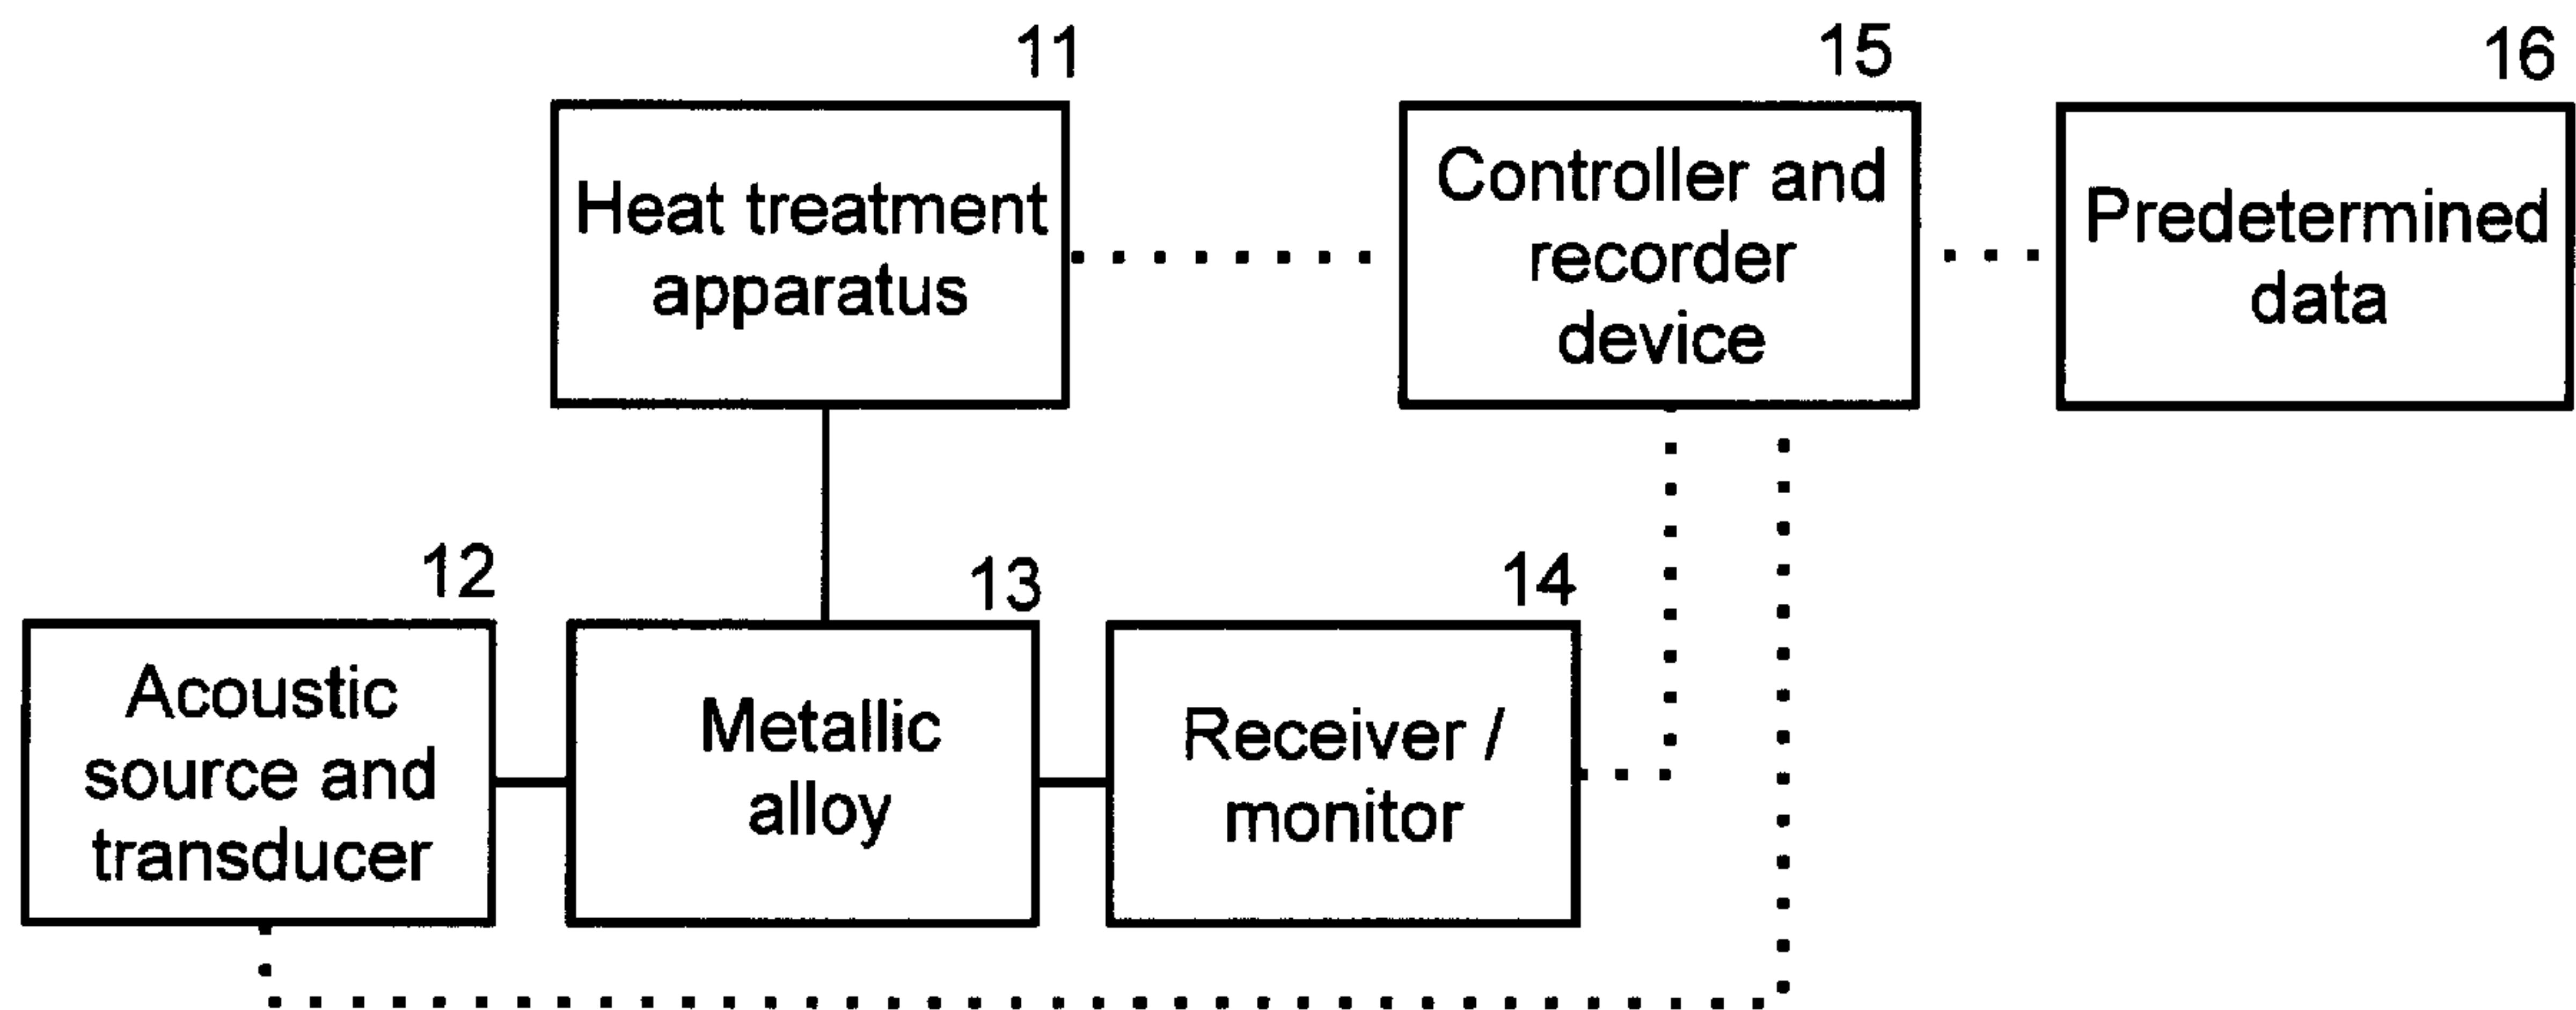 11
Heat treatment
apparatus
15
Controller and
recorder
device
16
Predetermined
data
12
Acoustic
source and
transducer
13
Metallic
alloy
14
Receiver /
monitor